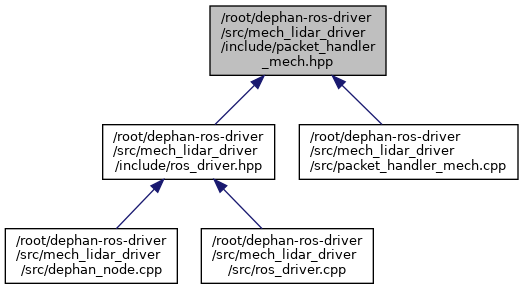 /root/dephan-ros-driver
/src/mech_lidar_driver
/include/packet_handler
_mech.hpp
/root/dephan-ros-driver
/src/mech_lidar_driver
/include/ros_driver.hpp
/root/dephan-ros-driver
/src/mech_lidar_driver
/src/packet_handler_mech.cpp
/root/dephan-ros-driver
/src/mech_lidar_driver
/src/dephan_node.cpp
/root/dephan-ros-driver
/src/mech_lidar_driver
/src/ros_driver.cpp